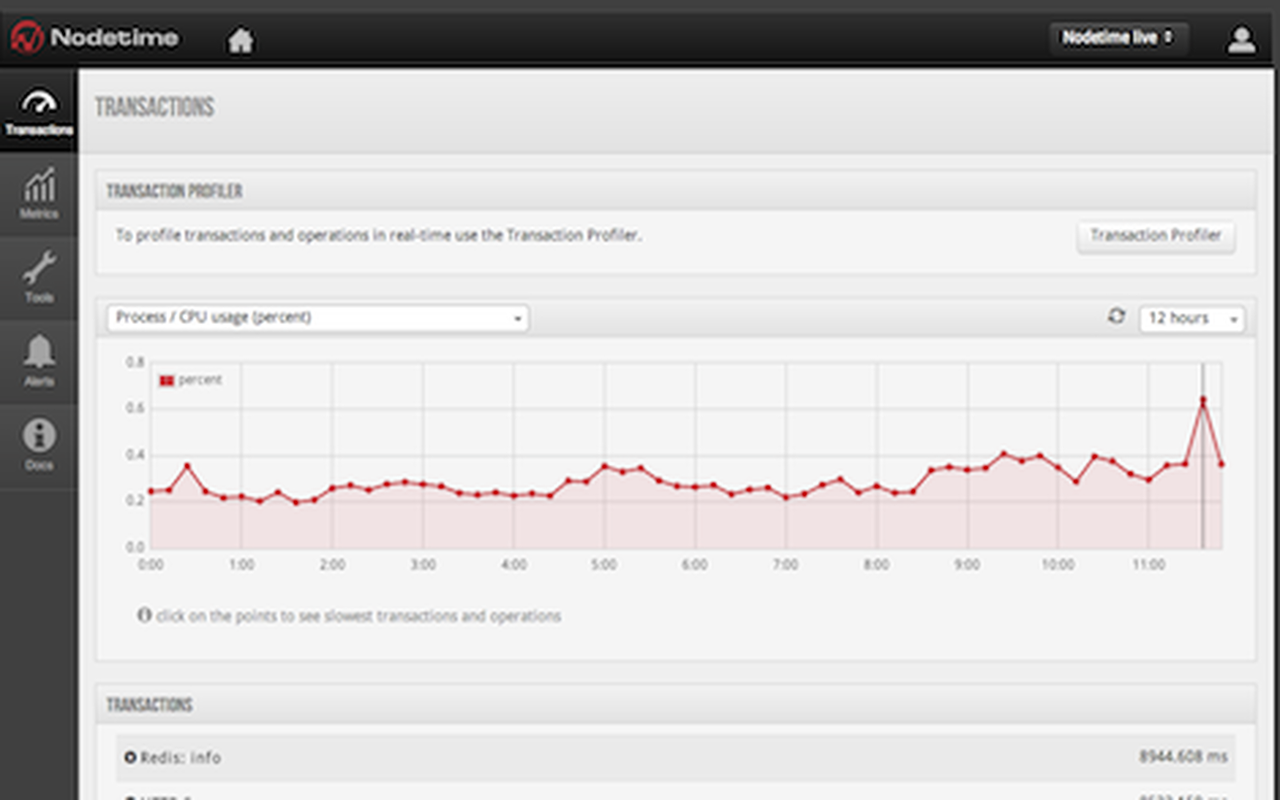 Nodetime
Nodetime live
Transactions
Metrics
Tools
Alerts
Docs
TRANSACTIONS
TRANSACTION PROFILER
To profile transactions and operations in real-time use the Transaction Profiler.
Transaction Profiler
Process / CPU usage (percent)
12 hours
percent
0.8
0.6
0.4
0.2
0.0
0:00 1:00 2:00 3:00 4:00 5:00 6:00 7:00 8:00 9:00 10:00 11:00
click on the points to see slowest transactions and operations
TRANSACTIONS
Redis: info 8944.608 ms